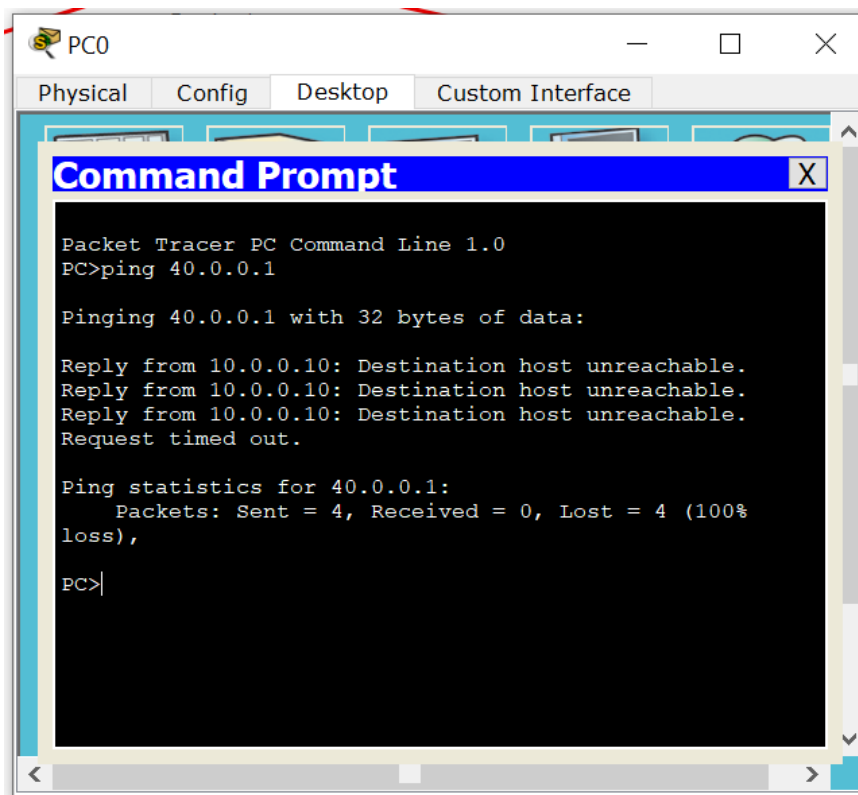 PC0
Physical Config Desktop Custom Interface
Command Prompt X
Packet Tracer PC Command Line 1.0
PC>ping 40.0.0.1
Pinging 40.0.0.1 with 32 bytes of data:
Reply from 10.0.0.10: Destination host unreachable.
Reply from 10.0.0.10: Destination host unreachable.
Reply from 10.0.0.10: Destination host unreachable.
Request timed out.
Ping statistics for 40.0.0.1:
Packets: Sent = 4, Received = 0, Lost = 4 (100%
loss),
PC>